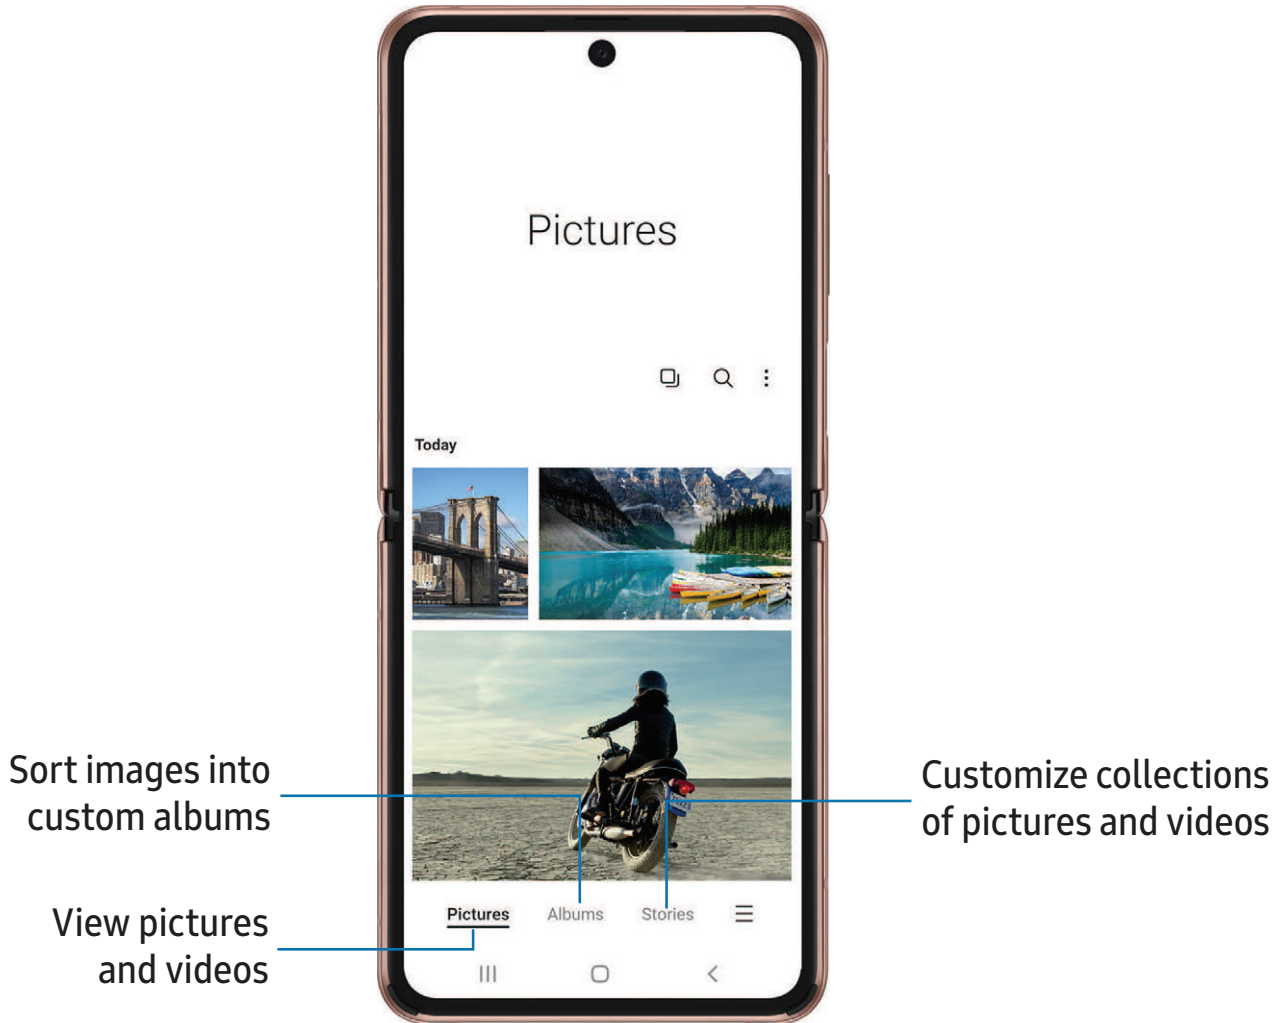 Pictures
Today
Sort images into
custom albums
Customize collections
of pictures and videos
View pictures
and videos
Pictures
Albums
Stories